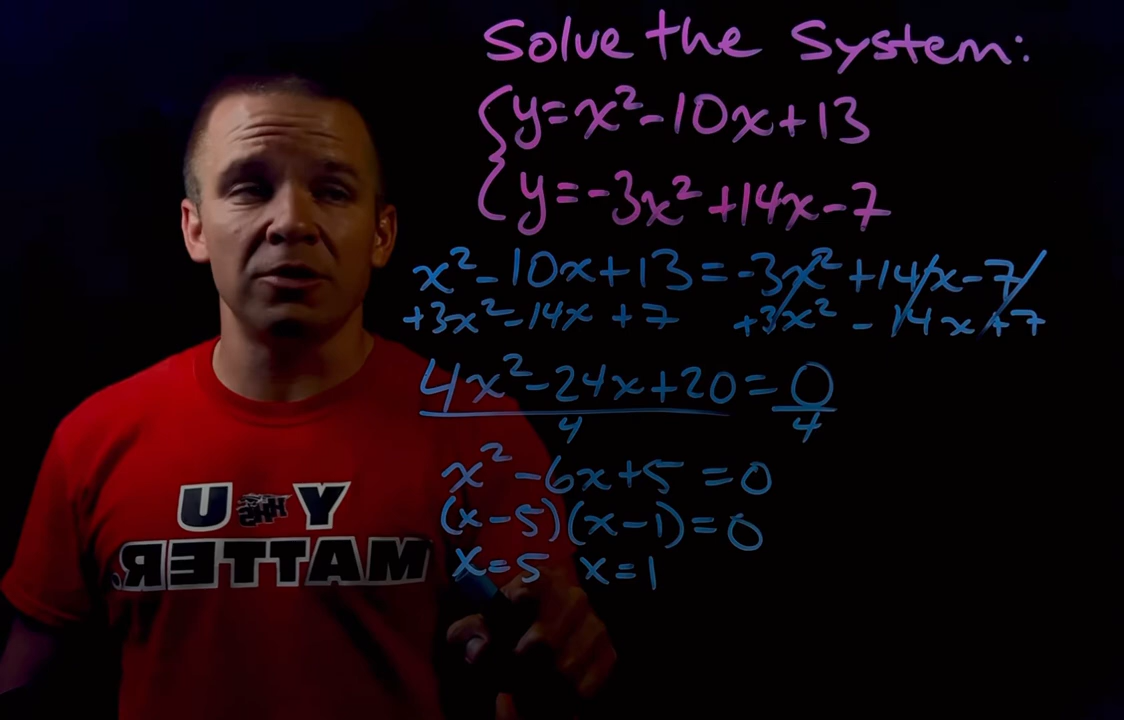 Solve the System:
y=x²-10x+13
y=-3x²+14x-7
x²-10x+13=-3x²+14x-7
+3x²-14x+7 +3x²-14x+7
4x²-24x+20=0
4 4
x²-6x+5=0
(x-5)(x-1)=0
x=5 x=1
Y U
MATTER.